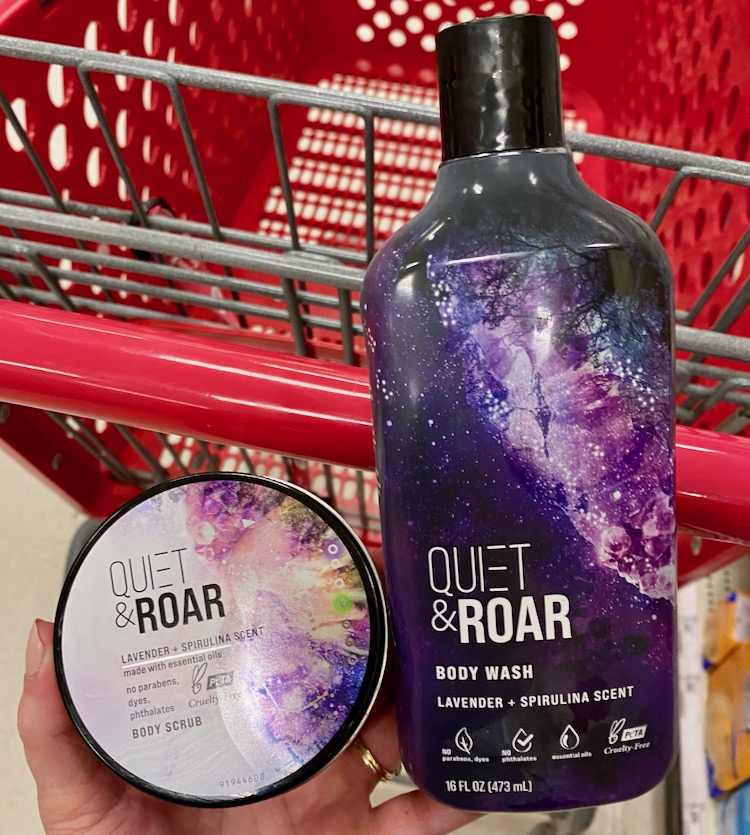 QUIET
&ROAR
LAVENDER + SPIRULINA SCENT
made with essential oils
no parabens,
dyes,
phthalates
PETA
Cruelty-Free
BODY SCRUB
91944608
QUIET
&ROAR
BODY WASH
LAVENDER + SPIRULINA SCENT
NO
parabens, dyes
NO
phthalates
essential oils
PETA
Cruelty-Free
16 FL OZ (473 mL)